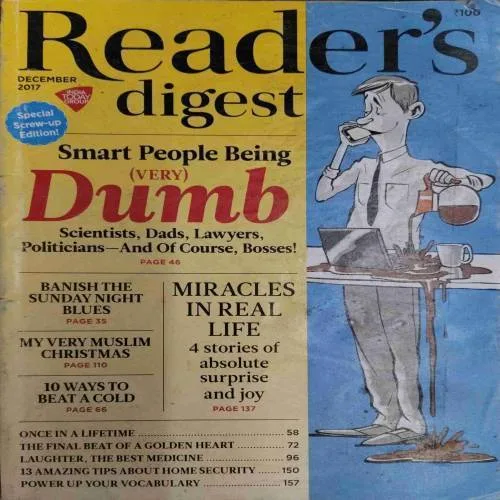 Reader's
digest
₹100
DECEMBER
2017
INDIA
TODAY
GROUP
Special
Screw-up
Edition!
Smart People Being
(VERY)
Dumb
Scientists, Dads, Lawyers,
Politicians—And Of Course, Bosses!
PAGE 46
BANISH THE
SUNDAY NIGHT
BLUES
PAGE 35
MY VERY MUSLIM
CHRISTMAS
PAGE 110
10 WAYS TO
BEAT A COLD
PAGE 66
MIRACLES
IN REAL
LIFE
4 stories of
absolute
surprise
and joy
PAGE 137
ONCE IN A LIFETIME 58
THE FINAL BEAT OF A GOLDEN HEART 72
LAUGHTER, THE BEST MEDICINE 96
13 AMAZING TIPS ABOUT HOME SECURITY 150
POWER UP YOUR VOCABULARY 157